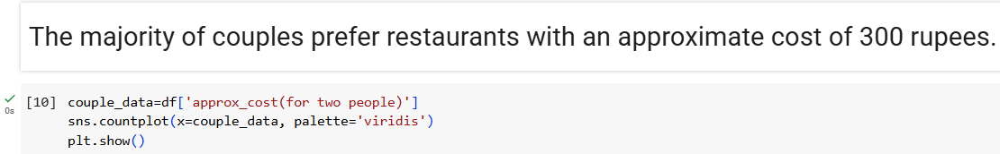 The majority of couples prefer restaurants with an approximate cost of 300 rupees.
[10] couple_data=df['approx_cost(for two people)']
0s
sns.countplot(x=couple_data, palette='viridis')
plt.show()